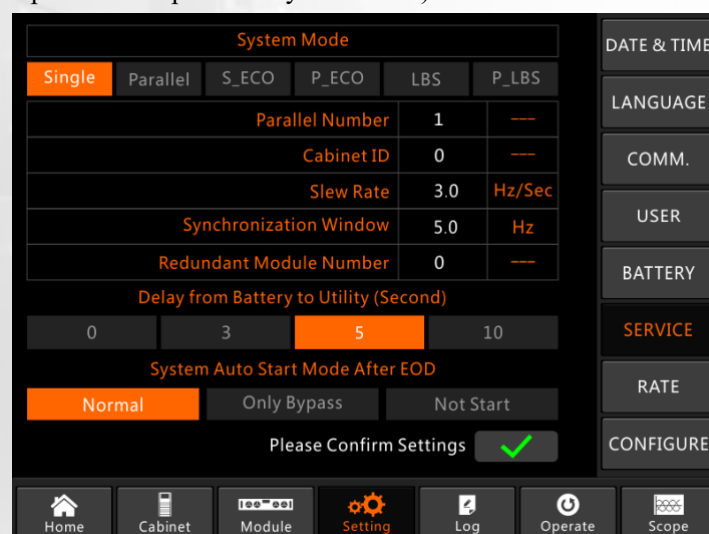 System Mode
Single Parallel S_ECO P_ECO LBS P_LBS
Parallel Number 1 ---
Cabinet ID 0 ---
Slew Rate 3.0 Hz/Sec
Synchronization Window 5.0 Hz
Redundant Module Number 0 ---
Delay from Battery to Utility (Second)
0 3 5 10
System Auto Start Mode After EOD
Normal Only Bypass Not Start
Please Confirm Settings
DATE & TIME
LANGUAGE
COMM.
USER
BATTERY
SERVICE
RATE
CONFIGURE
Home Cabinet Module Setting Log Operate Scope